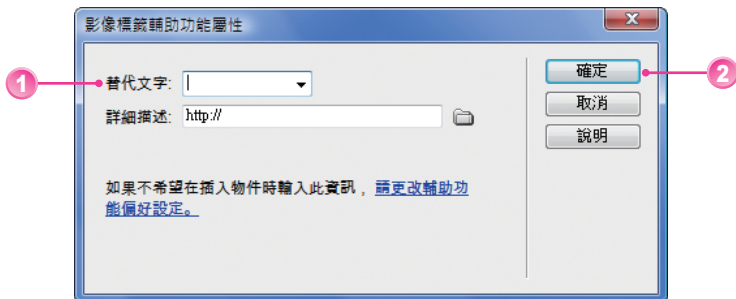 影像標籤輔助功能屬性
1
替代文字:
確定
2
詳細描述: http://
取消
說明
如果不希望在插入物件時輸入此資訊，請更改輔助功
能偏好設定。